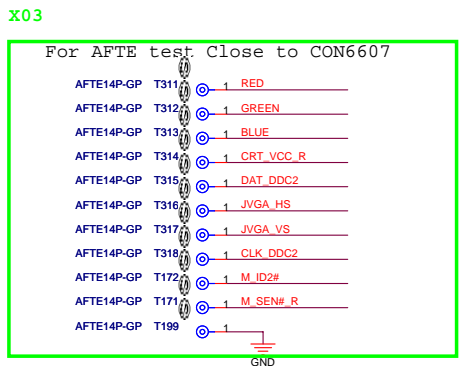 X03
For AFTE test Close to CON6607
AFTE14P-GP T311 1 RED
AFTE14P-GP T312 1 GREEN
AFTE14P-GP T313 1 BLUE
AFTE14P-GP T314 1 CRT_VCC_R
AFTE14P-GP T315 1 DAT_DDC2
AFTE14P-GP T316 1 JVGA_HS
AFTE14P-GP T317 1 JVGA_VS
AFTE14P-GP T318 1 CLK_DDC2
AFTE14P-GP T172 1 M_ID2#
AFTE14P-GP T171 1 M_SEN#_R
AFTE14P-GP T199 1
GND